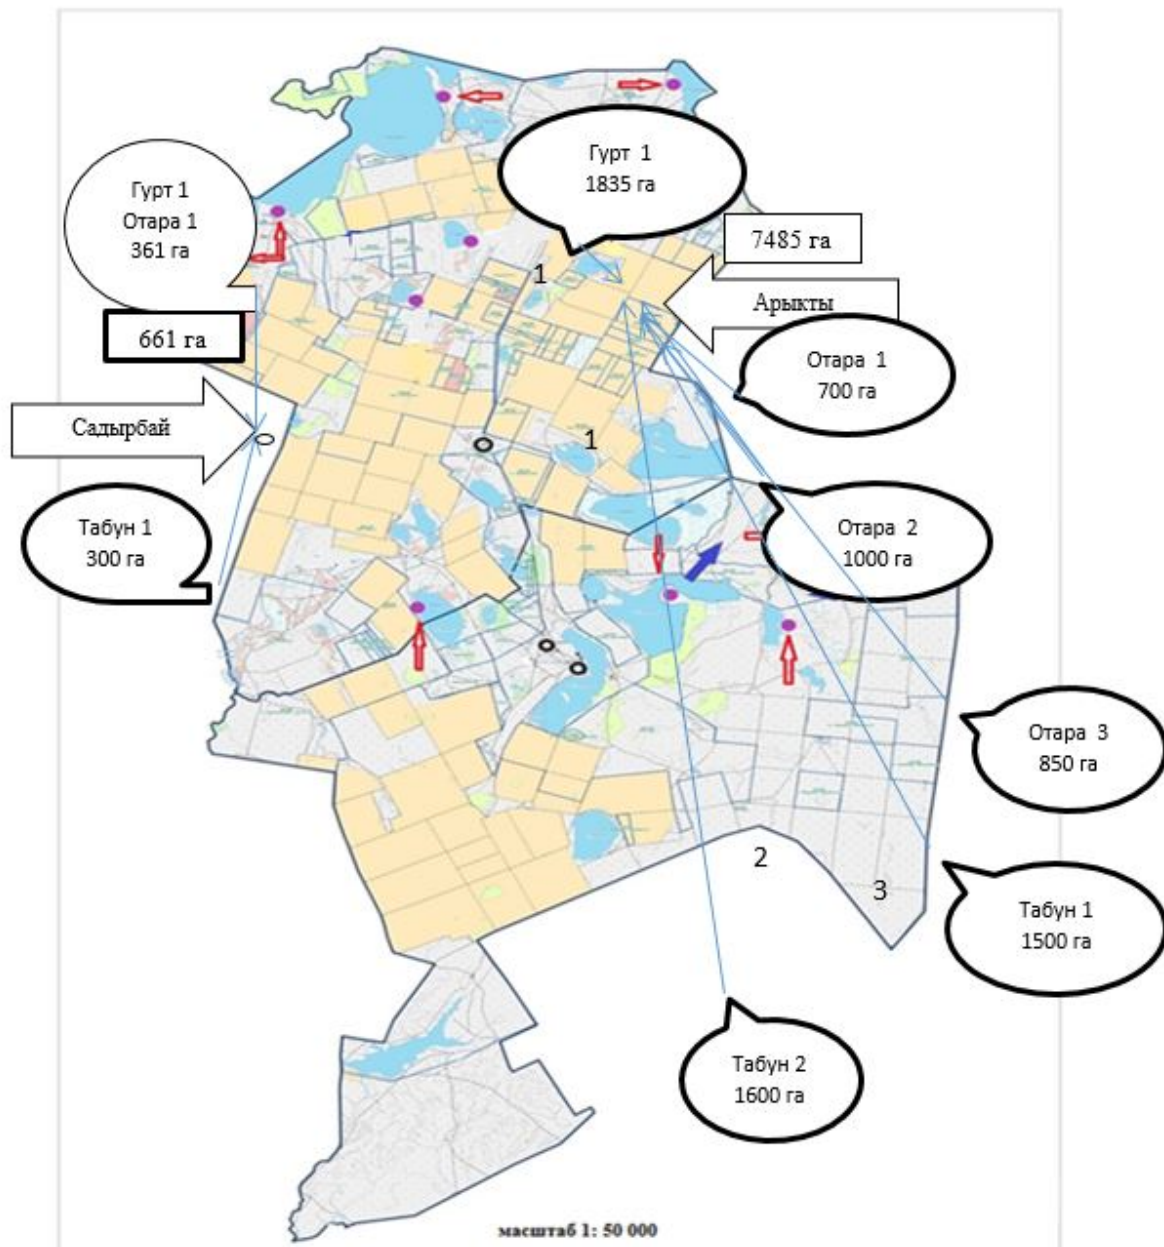 Гурт 1
1835 га
Гурт 1
Отара 1
361 га
7485 га
1
Арыкты
661 га
Отара 1
700 га
Садырбай
1
Табун 1
300 га
Отара 2
1000 га
Отара 3
850 га
2
3
Табун 1
1500 га
Табун 2
1600 га
масштаб 1: 50 000